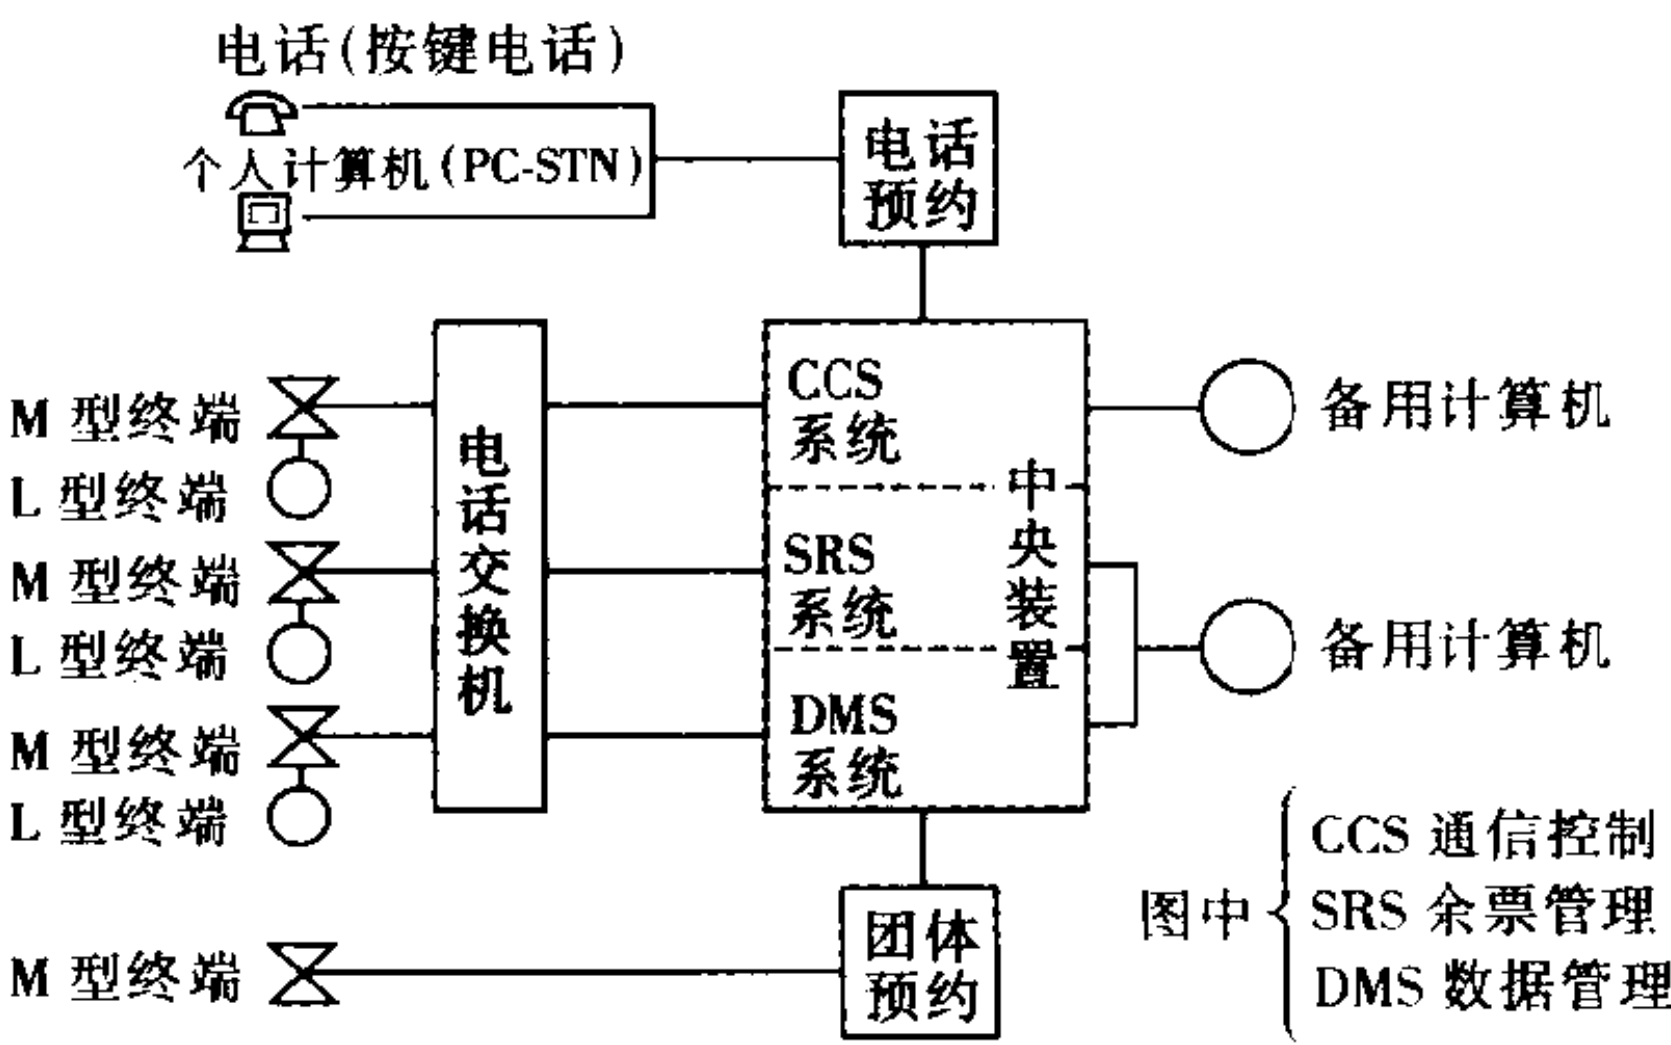 电话(按键电话)
个人计算机(PC-STN)
电话
预约
M 型终端
L 型终端
M 型终端
L 型终端
M 型终端
L 型终端
M 型终端
电话交换机
CCS
系统
SRS
系统
DMS
系统
中央装置
备用计算机
备用计算机
团体
预约
图中
CCS 通信控制
SRS 余票管理
DMS 数据管理